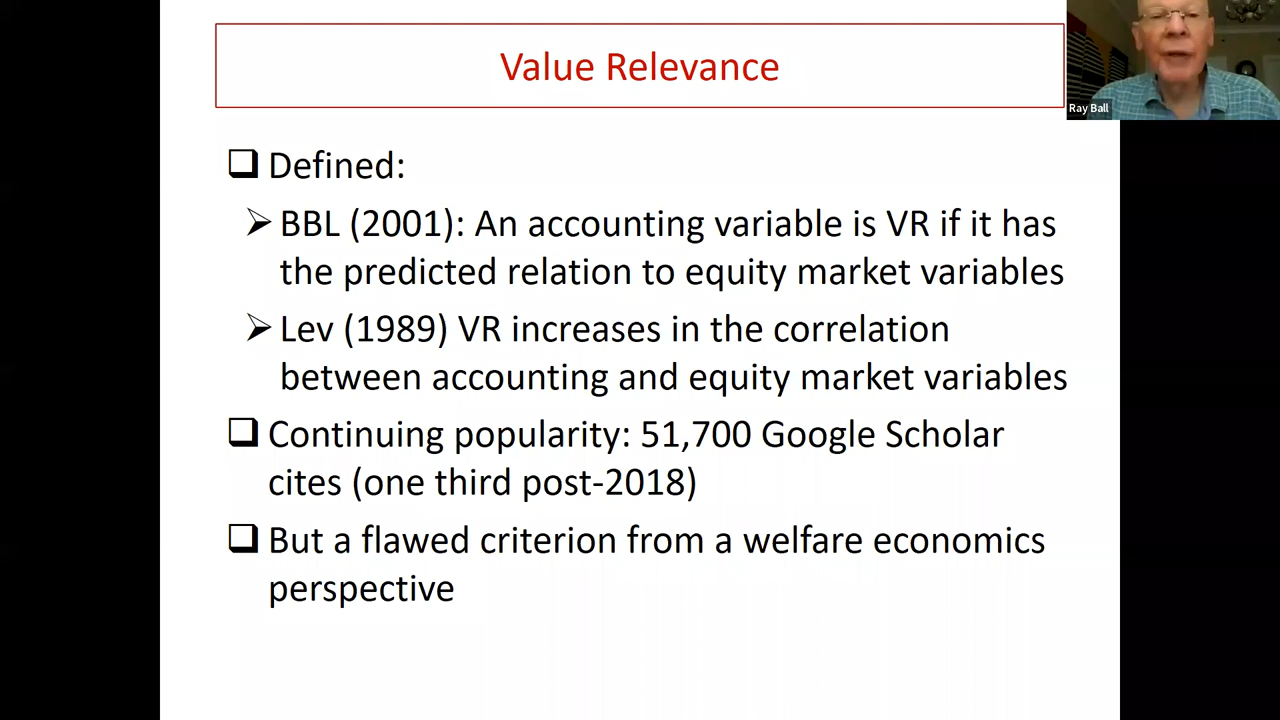 Value Relevance
Ray Ball
Defined:
BBL (2001): An accounting variable is VR if it has
the predicted relation to equity market variables
Lev (1989) VR increases in the correlation
between accounting and equity market variables
Continuing popularity: 51,700 Google Scholar
cites (one third post-2018)
But a flawed criterion from a welfare economics
perspective